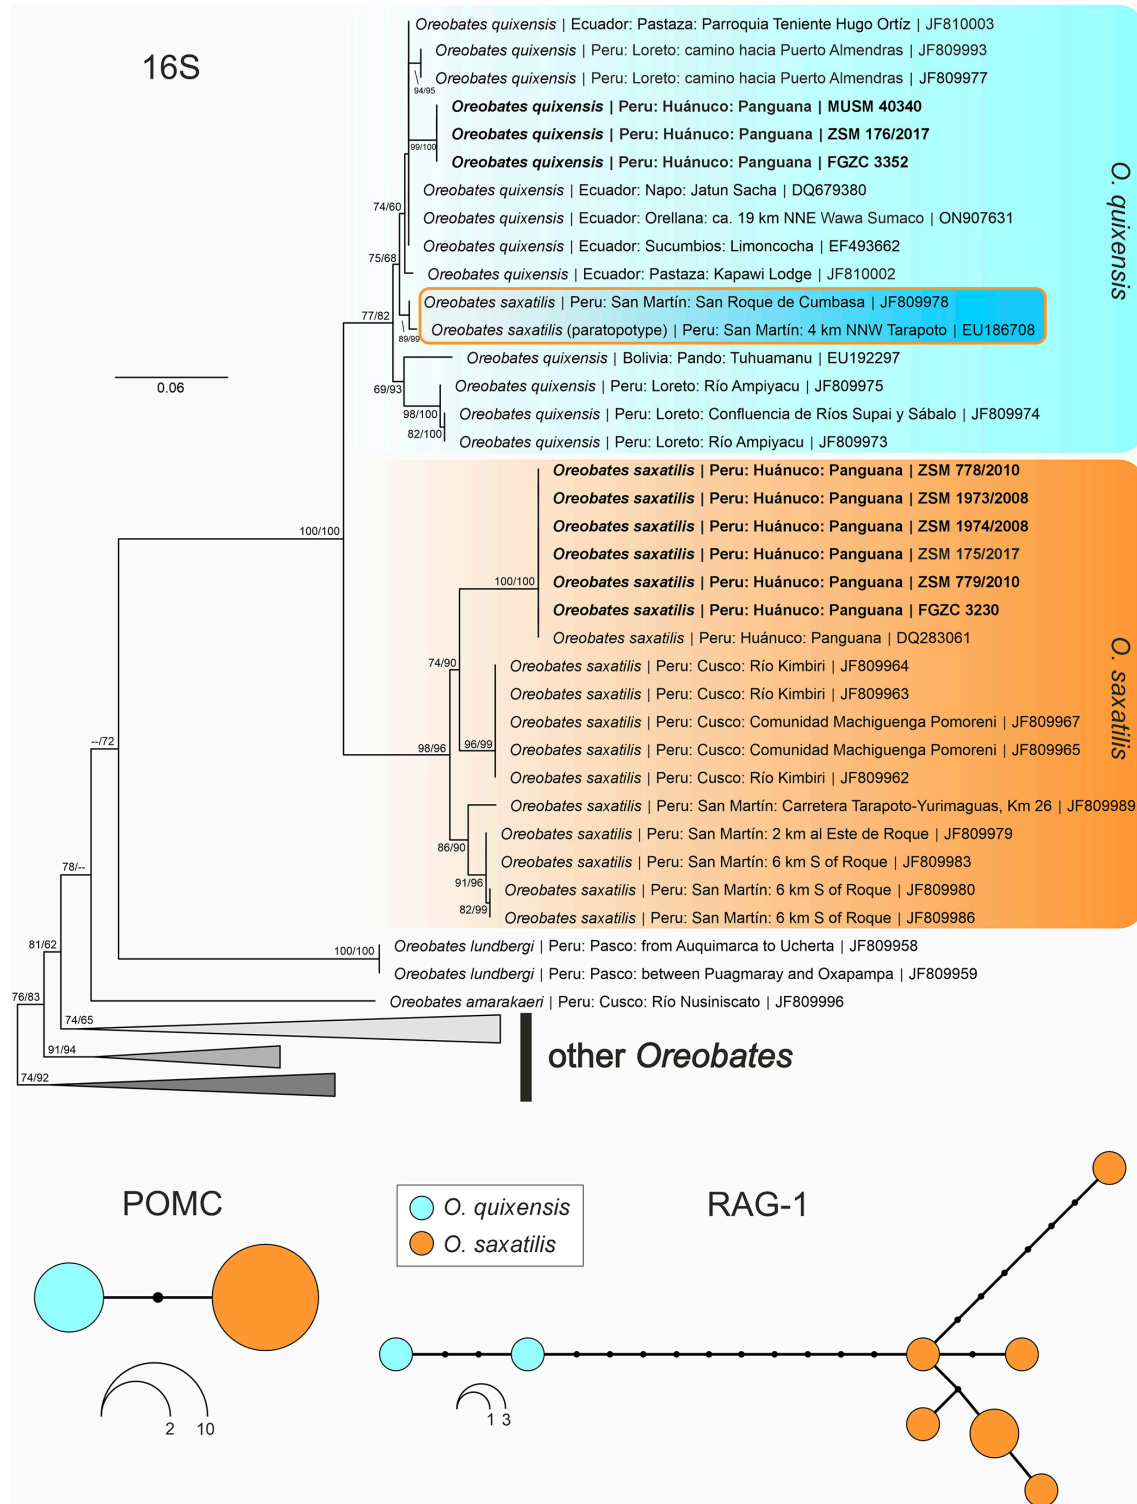 16S
Oreobates quixensis | Ecuador: Pastaza: Parroquia Teniente Hugo Ortíz | JF810003
Oreobates quixensis | Peru: Loreto: camino hacia Puerto Almendras | JF809993
Oreobates quixensis | Peru: Loreto: camino hacia Puerto Almendras | JF809977
94/95
Oreobates quixensis | Peru: Huánuco: Panguana | MUSM 40340
Oreobates quixensis | Peru: Huánuco: Panguana | ZSM 176/2017
99/100
Oreobates quixensis | Peru: Huánuco: Panguana | FGZC 3352
Oreobates quixensis | Ecuador: Napo: Jatun Sacha | DQ679380
74/60
Oreobates quixensis | Ecuador: Orellana: ca. 19 km NNE Wawa Sumaco | ON907631
Oreobates quixensis | Ecuador: Sucumbios: Limoncocha | EF493662
75/68
Oreobates quixensis | Ecuador: Pastaza: Kapawi Lodge | JF810002
O. quixensis
Oreobates saxatilis | Peru: San Martín: San Roque de Cumbasa | JF809978
77/82
Oreobates saxatilis (paratopotype) | Peru: San Martín: 4 km NNW Tarapoto | EU186708
89/99
Oreobates quixensis | Bolivia: Pando: Tuhuamanu | EU192297
0.06
69/93
Oreobates quixensis | Peru: Loreto: Río Ampiyacu | JF809975
98/100
Oreobates quixensis | Peru: Loreto: Confluencia de Ríos Supai y Sábalo | JF809974
82/100
Oreobates quixensis | Peru: Loreto: Río Ampiyacu | JF809973
Oreobates saxatilis | Peru: Huánuco: Panguana | ZSM 778/2010
Oreobates saxatilis | Peru: Huánuco: Panguana | ZSM 1973/2008
Oreobates saxatilis | Peru: Huánuco: Panguana | ZSM 1974/2008
100/100
Oreobates saxatilis | Peru: Huánuco: Panguana | ZSM 175/2017
100/100
Oreobates saxatilis | Peru: Huánuco: Panguana | ZSM 779/2010
Oreobates saxatilis | Peru: Huánuco: Panguana | FGZC 3230
Oreobates saxatilis | Peru: Huánuco: Panguana | DQ283061
74/90
Oreobates saxatilis | Peru: Cusco: Río Kimbiri | JF809964
Oreobates saxatilis | Peru: Cusco: Río Kimbiri | JF809963
O. saxatilis
Oreobates saxatilis | Peru: Cusco: Comunidad Machiguenga Pomoreni | JF809967
--/72
98/96
96/99
Oreobates saxatilis | Peru: Cusco: Comunidad Machiguenga Pomoreni | JF809965
Oreobates saxatilis | Peru: Cusco: Río Kimbiri | JF809962
Oreobates saxatilis | Peru: San Martín: Carretera Tarapoto-Yurimaguas, Km 26 | JF809989
86/90
Oreobates saxatilis | Peru: San Martín: 2 km al Este de Roque | JF809979
78/--
Oreobates saxatilis | Peru: San Martín: 6 km S of Roque | JF809983
91/96
Oreobates saxatilis | Peru: San Martín: 6 km S of Roque | JF809980
82/99
Oreobates saxatilis | Peru: San Martín: 6 km S of Roque | JF809986
81/62
100/100
Oreobates lundbergi | Peru: Pasco: from Auquimarca to Ucherta | JF809958
Oreobates lundbergi | Peru: Pasco: between Puagmaray and Oxapampa | JF809959
76/83
Oreobates amarakaeri | Peru: Cusco: Río Nusiniscato | JF809996
74/65
91/94
74/92
other Oreobates
POMC
O. quixensis
O. saxatilis
RAG-1
2 10
1 3